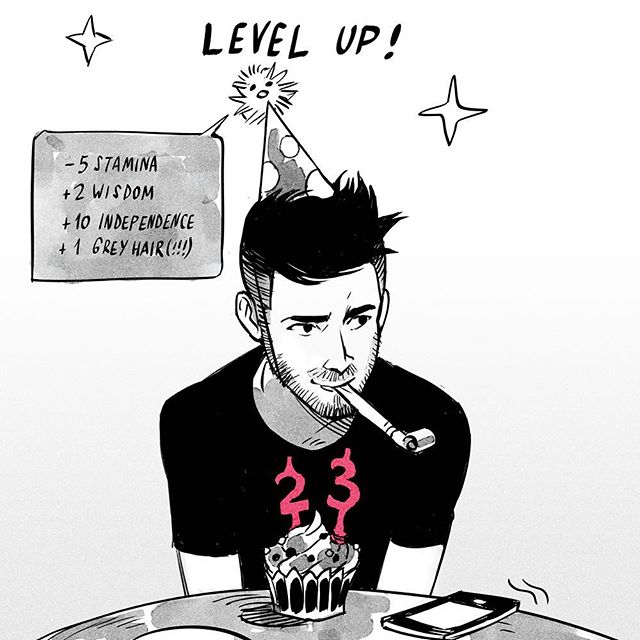 LEVEL UP!
-5 STAMINA
+2 WISDOM
+10 INDEPENDENCE
+1 GREY HAIR(!!!)
23